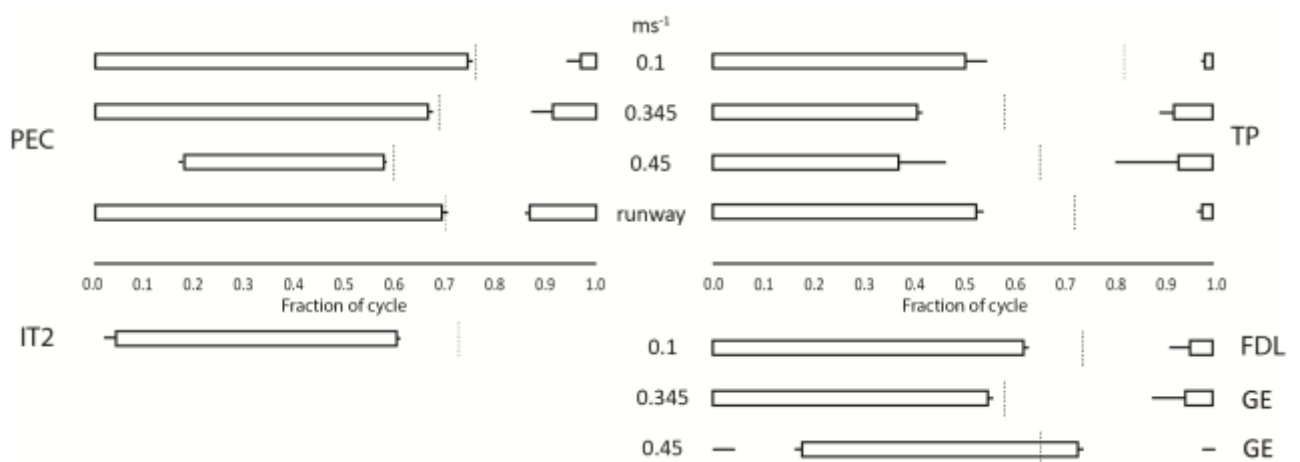 ms⁻¹
0.1
0.345
PEC
TP
0.45
runway
0.0 0.1 0.2 0.3 0.4 0.5 0.6 0.7 0.8 0.9 1.0
0.0 0.1 0.2 0.3 0.4 0.5 0.6 0.7 0.8 0.9 1.0
Fraction of cycle
Fraction of cycle
IT2
0.1 FDL
0.345 GE
0.45 GE